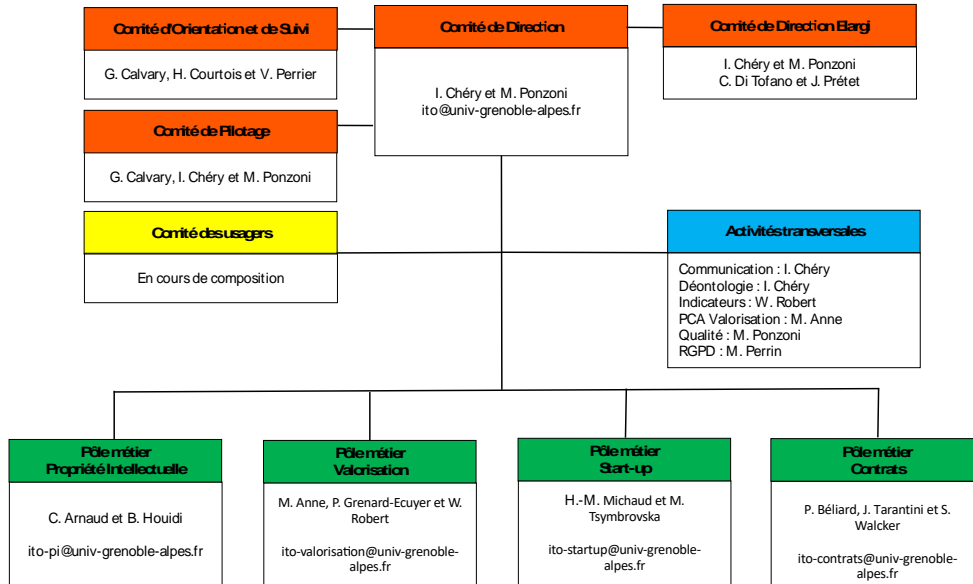 Comité d'Orientation et de Suivi
G. Calvary, H. Courtois et V. Perrier
Comité de Direction
I. Chéry et M. Ponzoni
ito@univ-grenoble-alpes.fr
Comité de Direction Elargi
I. Chéry et M. Ponzoni
C. Di Tofano et J. Prétet
Comité de Pilotage
G. Calvary, I. Chéry et M. Ponzoni
Comité des usagers
En cours de composition
Activités transversales
Communication : I. Chéry
Déontologie : I. Chéry
Indicateurs : W. Robert
PCA Valorisation : M. Anne
Qualité : M. Ponzoni
RGPD : M. Perrin
Pôle métier
Propriété Intellectuelle
C. Arnaud et B. Houidi
ito-pi@univ-grenoble-alpes.fr
Pôle métier
Valorisation
M. Anne, P. Grenard-Ecuyer et W.
Robert
ito-valorisation@univ-grenoble-
alpes.fr
Pôle métier
Start-up
H.-M. Michaud et M.
Tsymbrovska
ito-startup@univ-grenoble-
alpes.fr
Pôle métier
Contrats
P. Béliard, J. Tarantini et S.
Walcker
ito-contrats@univ-grenoble-
alpes.fr